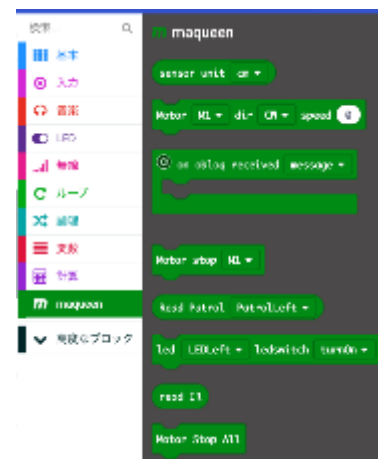 検索...
基本
入力
音楽
LED
無線
ループ
論理
変数
計算
maqueen
高度なブロック
maqueen
sensor unit cm
Motor M1 dir CW speed 0
on obloq received message
Motor stop M1
Read Patrol PatrolLeft
led LEDLeft ledswitch turnOn
read IR
Motor Stop All